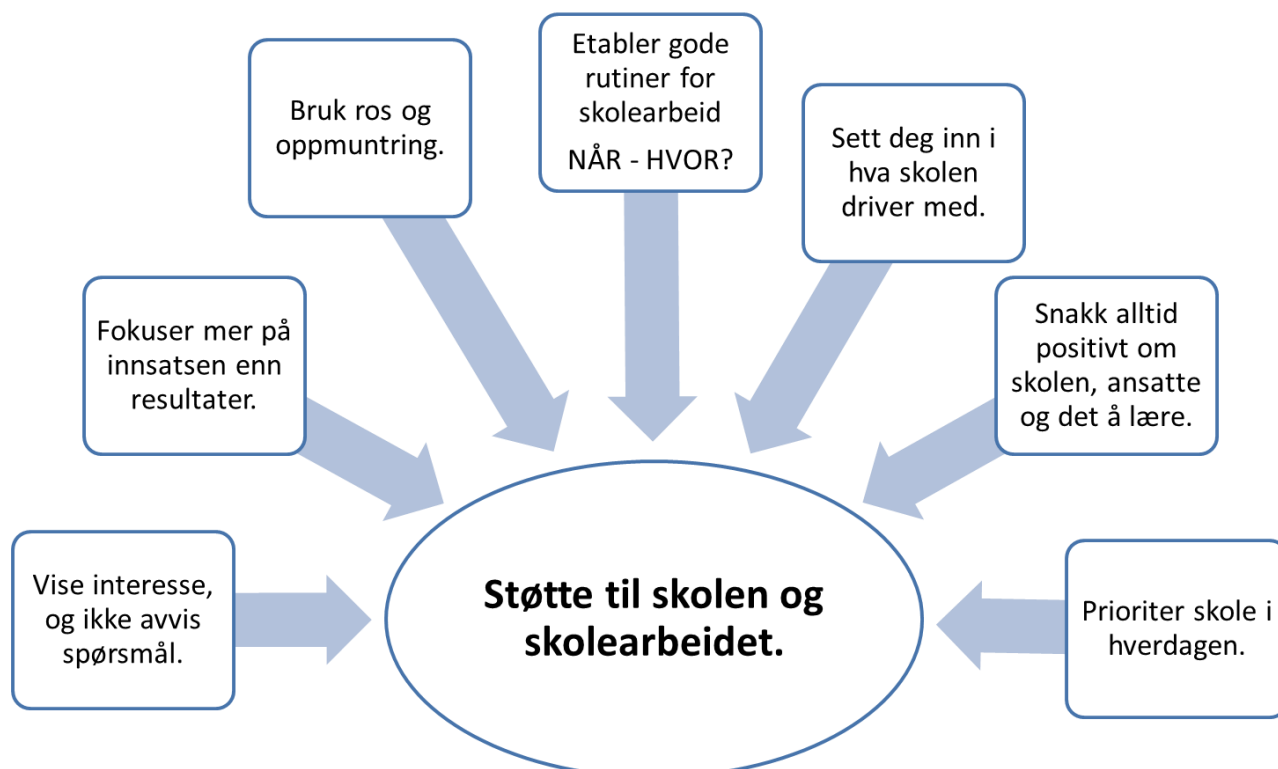 Vise interesse,
og ikke avvis
spørsmål.
Fokuser mer på
innsatsen enn
resultater.
Bruk ros og
oppmuntring.
Etabler gode
rutiner for
skolearbeid
NÅR - HVOR?
Sett deg inn i
hva skolen
driver med.
Snakk alltid
positivt om
skolen, ansatte
og det å lære.
Prioriter skole i
hverdagen.
Støtte til skolen og
skolearbeidet.